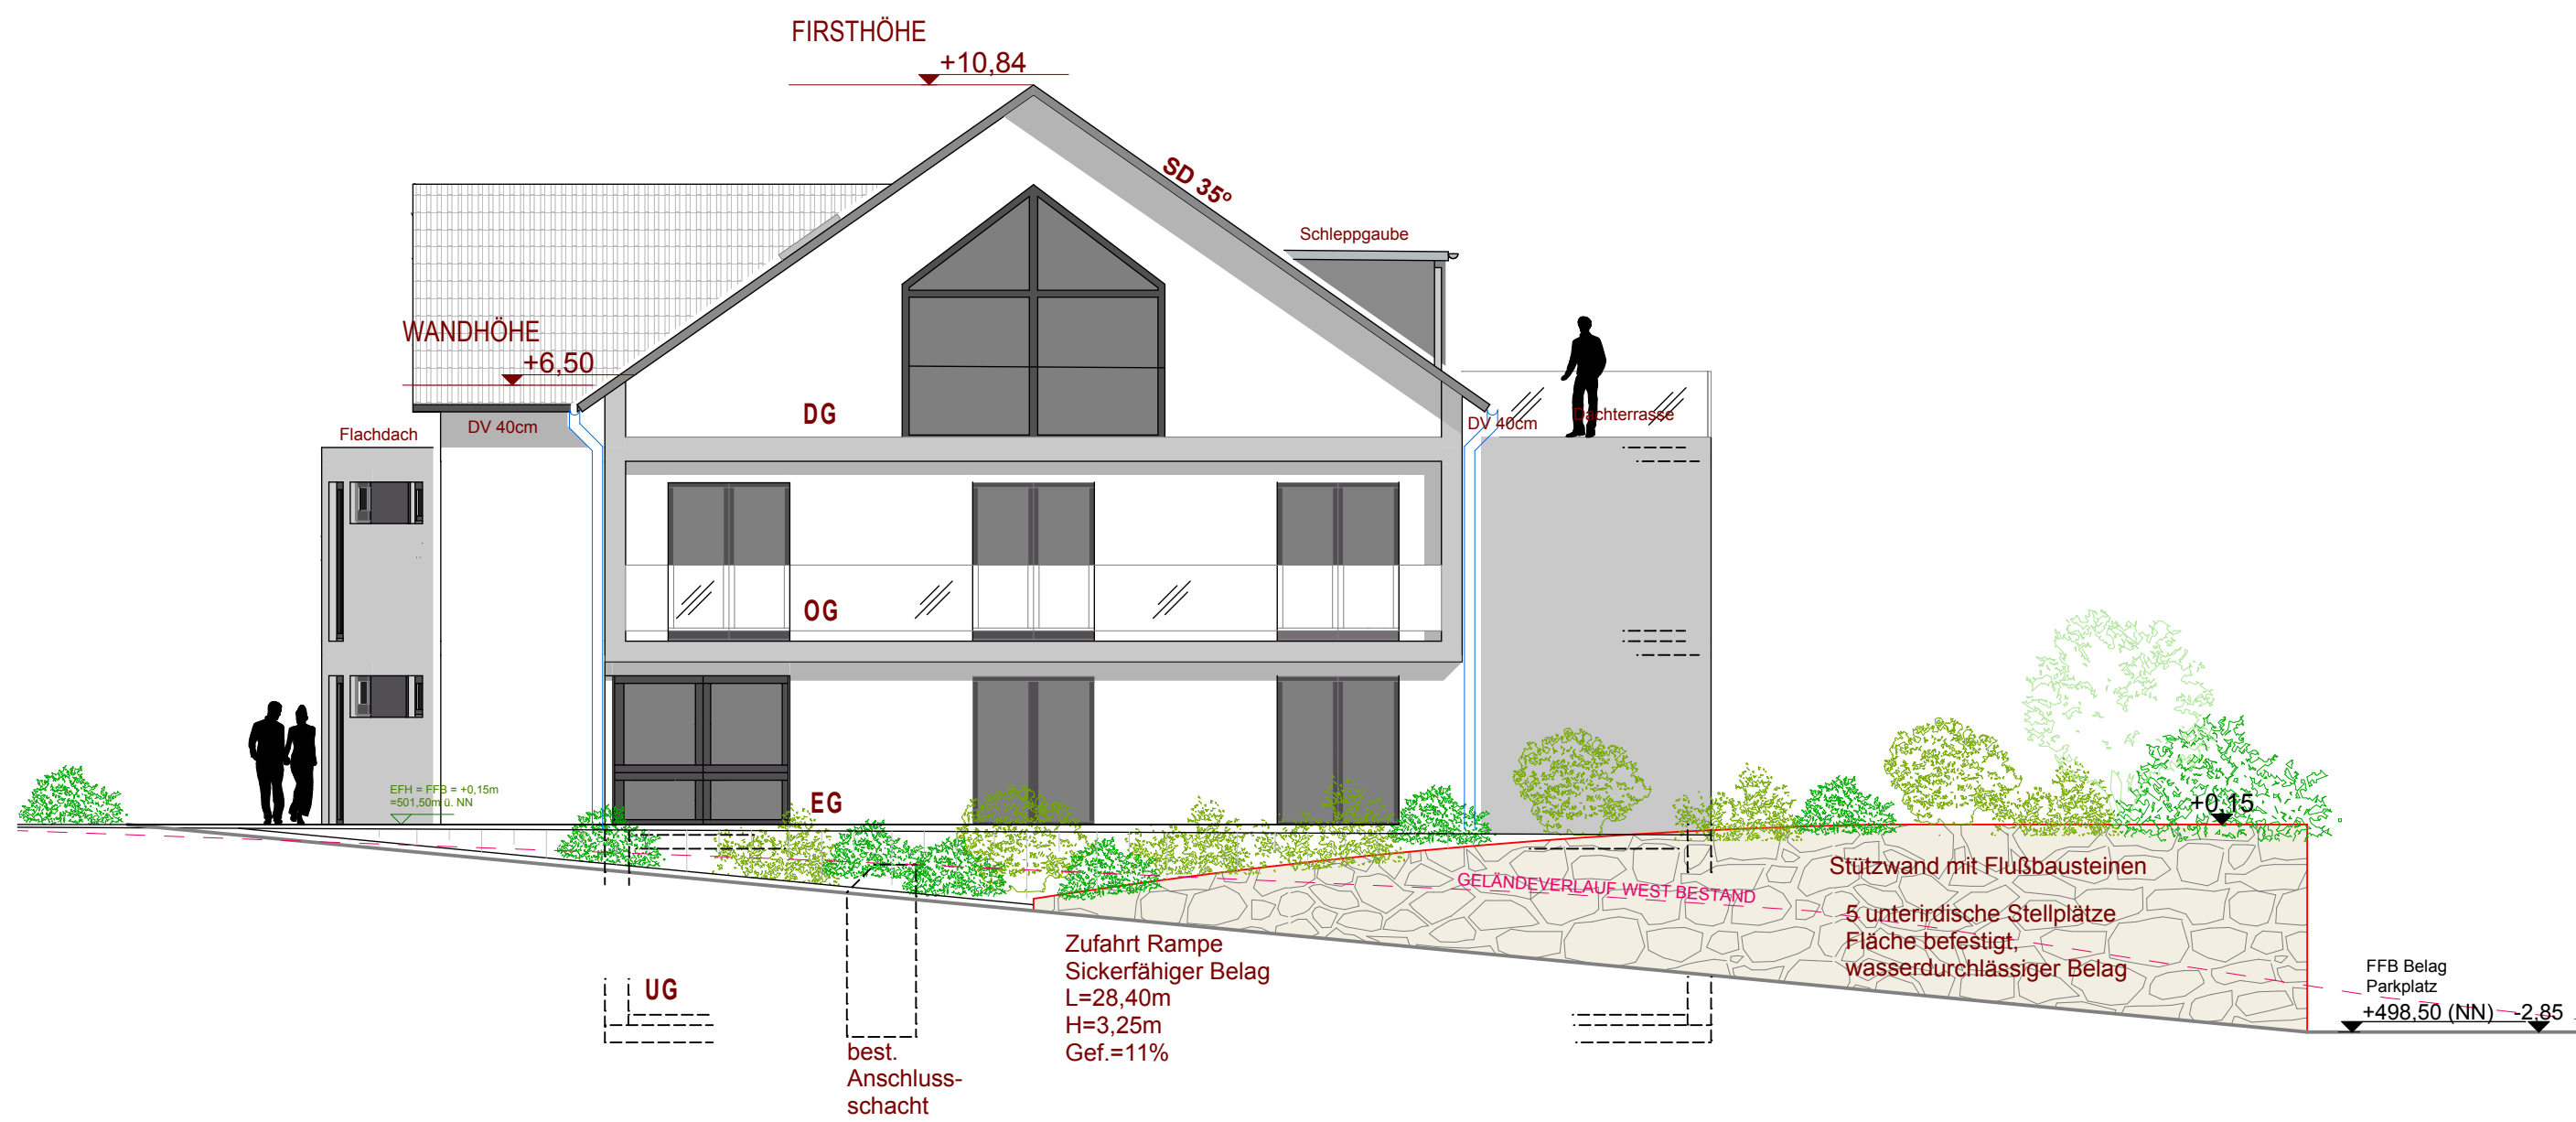 FIRSTHÖHE
+10,84
SD 35°
Schleppgaube
WANDHÖHE
+6,50
DG
DV 40cm
Flachdach
DV 40cm
Dachterrasse
OG
EFH = FFB = +0,15m
=501,50m ü. NN
EG
+0,15
Stützwand mit Flußbausteinen
GELÄNDEVERLAUF WEST BESTAND
5 unterirdische Stellplätze
Fläche befestigt,
wasserdurchlässiger Belag
Zufahrt Rampe
Sickerfähiger Belag
L=28,40m
H=3,25m
Gef.=11%
UG
best.
Anschluss-
schacht
FFB Belag
Parkplatz
+498,50 (NN) -2,85